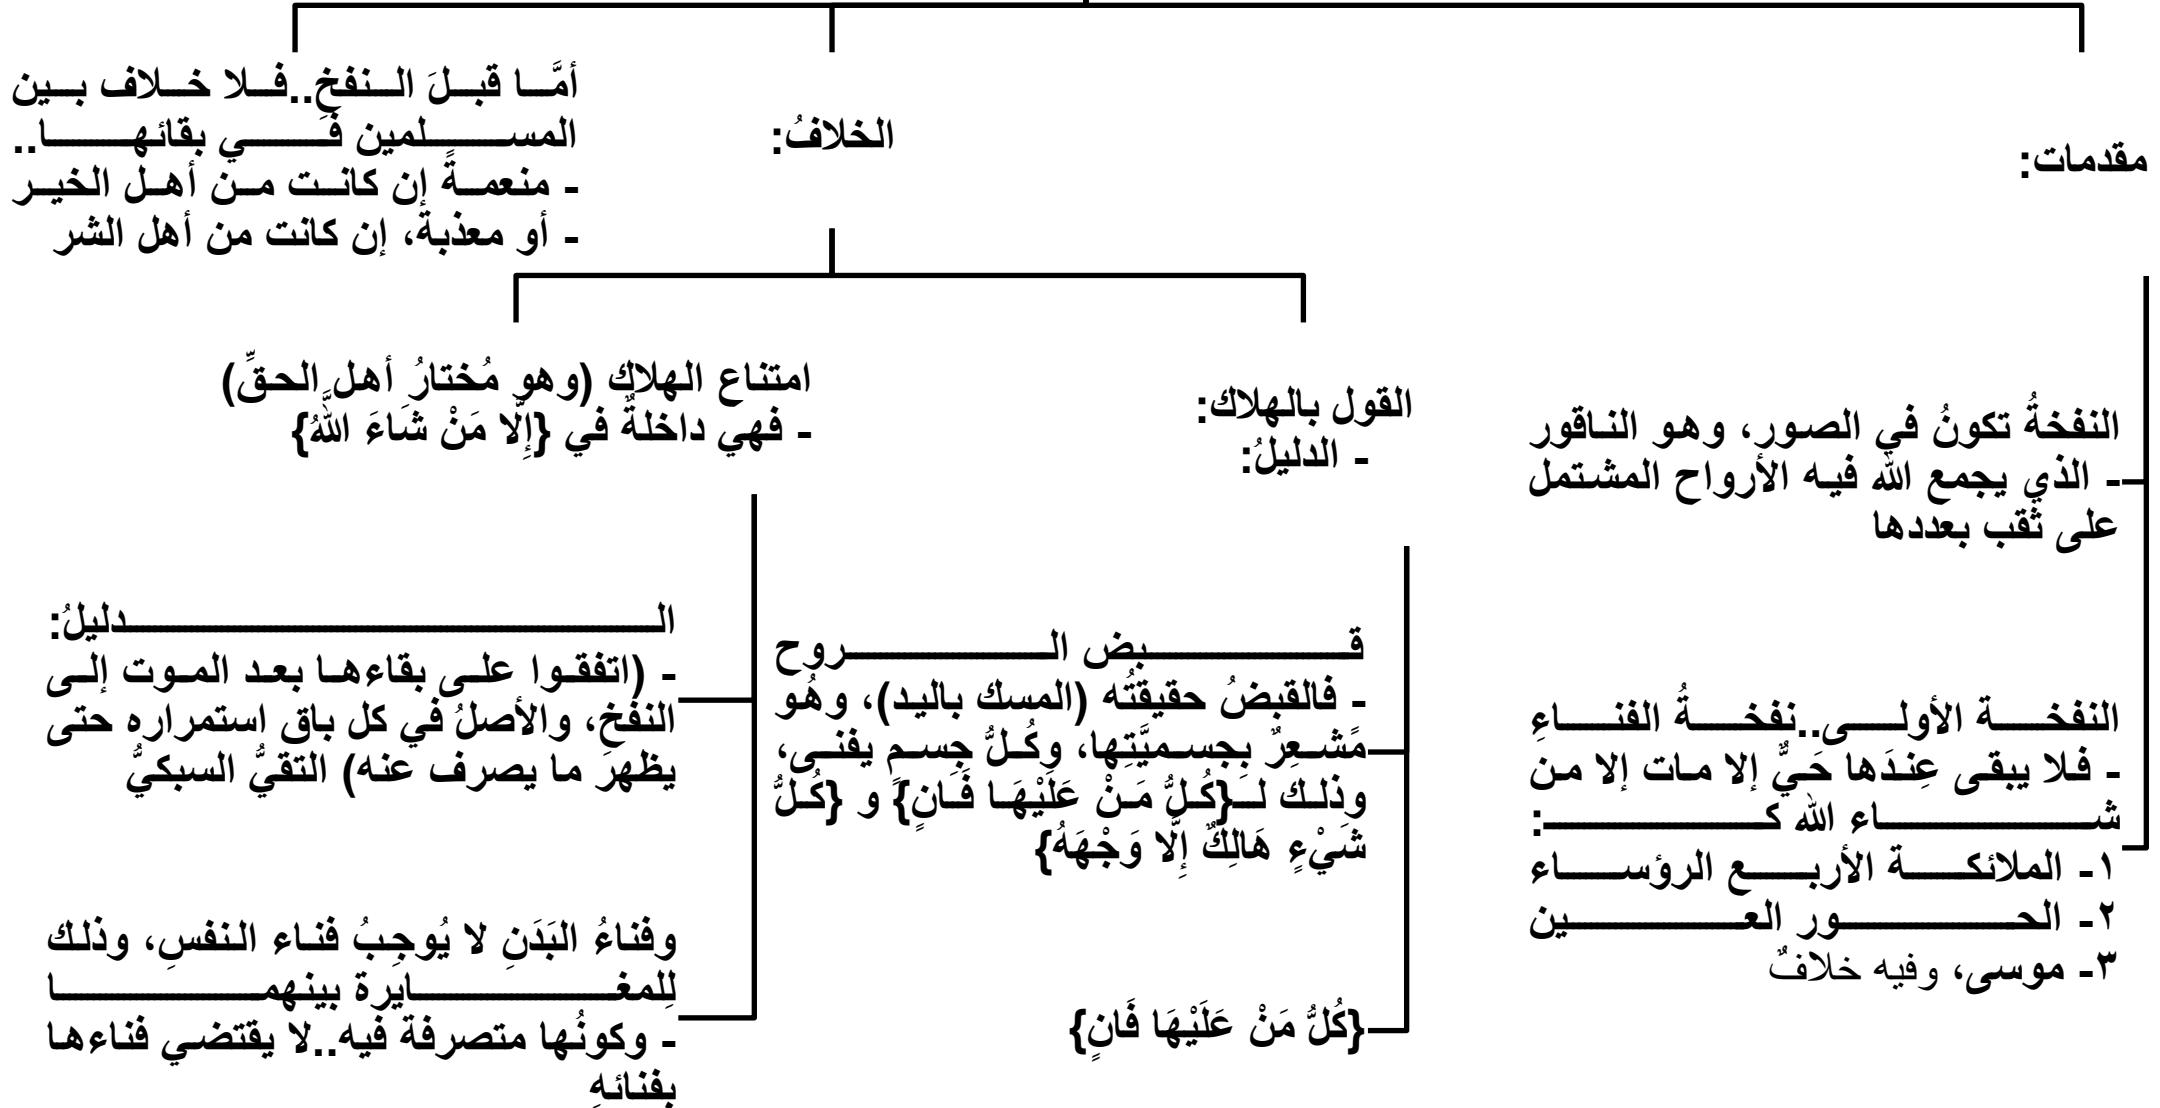 مقدمات:
النفخةُ تكونُ في الصور، وهو الناقور
- الذي يجمع الله فيه الأرواح المشتمل
على ثقب بعددها
النفخة الأولى..نفخةُ الفناءِ
- فلا يبقى عِندَها حَيٌّ إلا مات إلا من
شاء الله كـ:
١- الملائكة الأربع الرؤساء
٢- الحور العين
٣- موسى، وفيه خلافٌ
الخلافُ:
القول بالهلاك:
- الدليلُ:
قبض الروح
- فالقبضُ حقيقتُه (المسك باليد)، وهُو
مُشعِرٌ بِجسميَّتِها، وكُلُّ جِسمٍ يفنى،
وذلك لـ{كُلُّ مَنْ عَلَيْهَا فَانٍ} و {كُلُّ
شَيْءٍ هَالِكٌ إِلَّا وَجْهَهُ}
{كُلُّ مَنْ عَلَيْهَا فَانٍ}
امتناع الهلاك (وهو مُختارُ أهل الحقِّ)
- فهي داخلةٌ في {إِلَّا مَنْ شَاءَ اللَّهُ}
الدليلُ:
- (اتفقوا على بقاءها بعد الموت إلى
النفخ، والأصلُ في كل باق استمراره حتى
يظهرَ ما يصرف عنه) التقيُّ السبكيُّ
وفناءُ البَدَنِ لا يُوجِبُ فناء النفسِ، وذلك
لِلمغايرة بينهما
- وكونُها متصرفة فيه..لا يقتضي فناءها
بفنائهِ
أمَّا قبلَ النفخِ..فلا خلاف بين
المسلمين في بقائها..
- منعمةً إن كانت من أهل الخير
- أو معذبة، إن كانت من أهل الشر